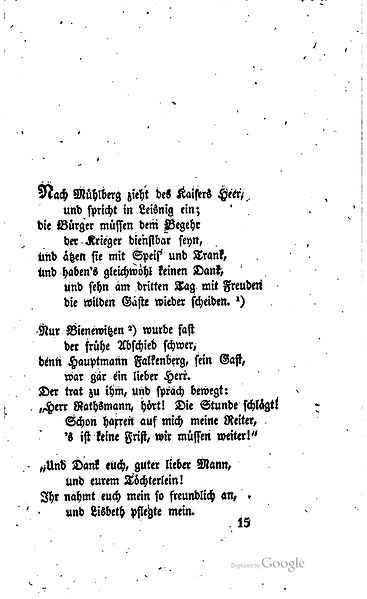 Nach Mühlberg zieht des Kaisers Heer,
und spricht in Leisnig ein;
die Bürger müssen dem Begehr
der Krieger dienstbar seyn,
und ätzen sie mit Speis' und Trank,
und haben's gleichwohl keinen Dank,
und sehn am dritten Tag mit Freuden
die wilden Gäste wieder scheiden. ¹)
Nur Bienewitzen ²) wurde fast
der frühe Abschied schwer,
denn Hauptmann Falkenberg, sein Gast,
war gar ein lieber Herr.
Der trat zu ihm, und sprach bewegt:
„Herr Rathsmann, hört! Die Stunde schlägt!
Schon harren auf mich meine Reiter,
's ist keine Frist, wir müssen weiter!"
„Und Dank euch, guter lieber Mann,
und eurem Töchterlein!
Ihr nahmt euch mein so freundlich an,
und Lisbeth pflegte mein.
15
Digitized by Google